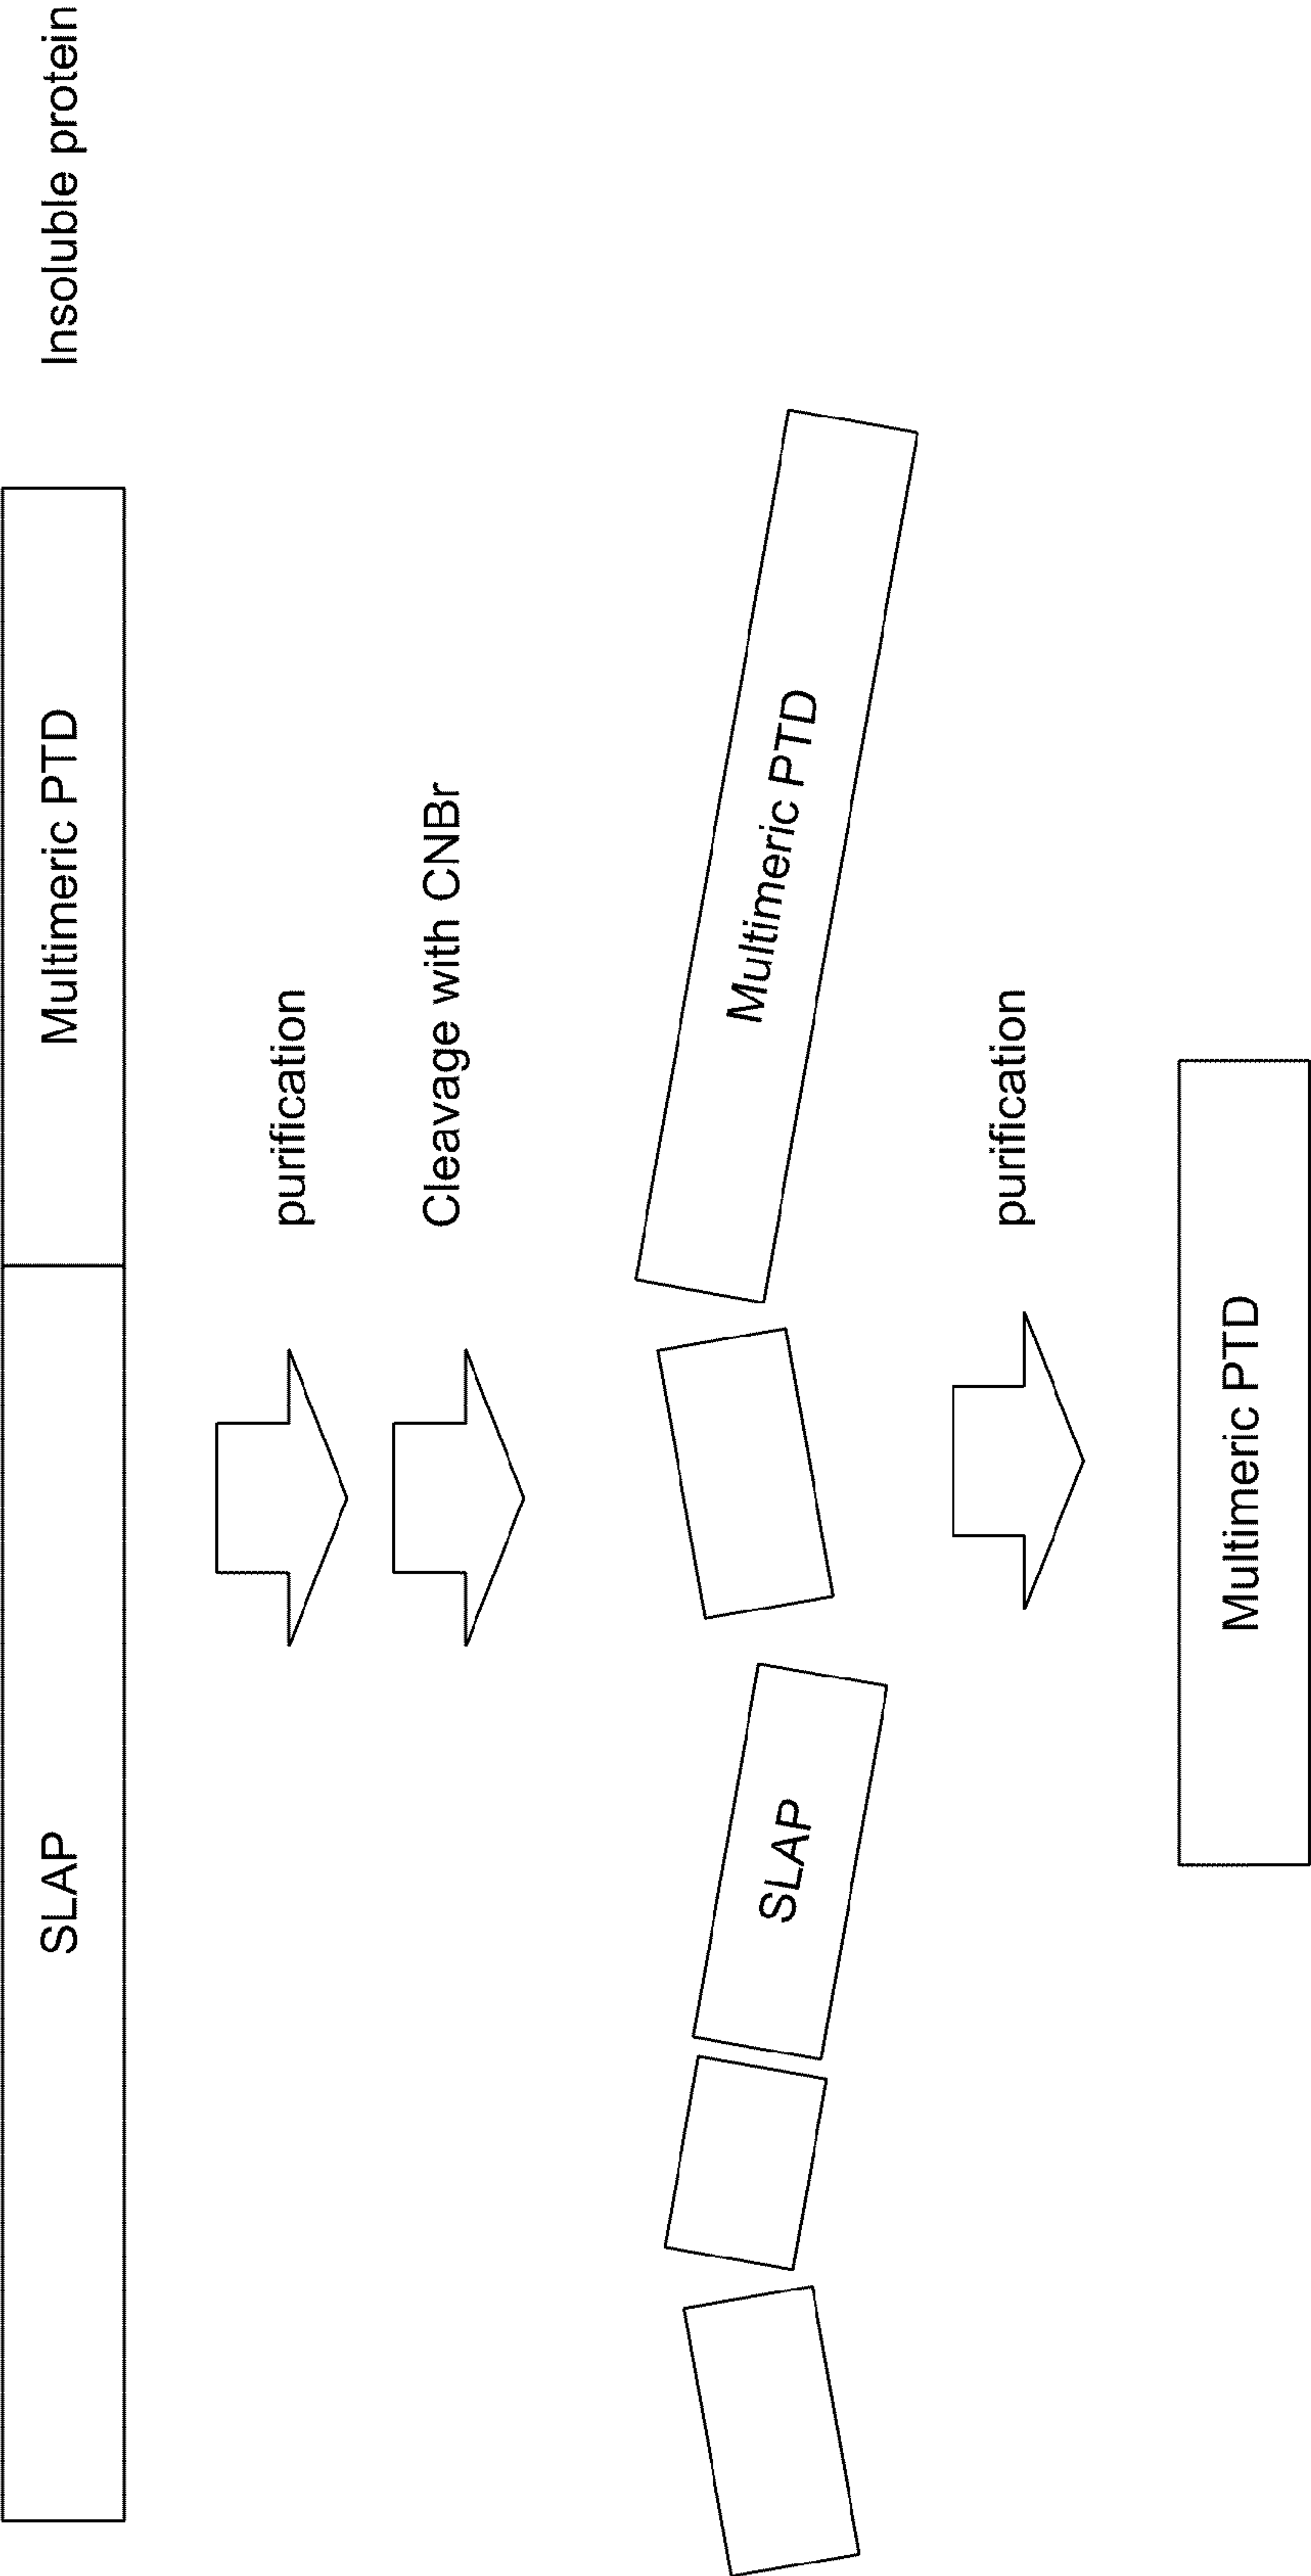 SLAP
Multimeric PTD
Insoluble protein
purification
Cleavage with CNBr
SLAP
Multimeric PTD
purification
Multimeric PTD